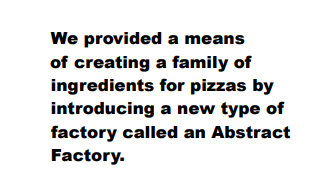 We provided a means
of creating a family of
ingredients for pizzas by
introducing a new type of
factory called an Abstract
Factory.